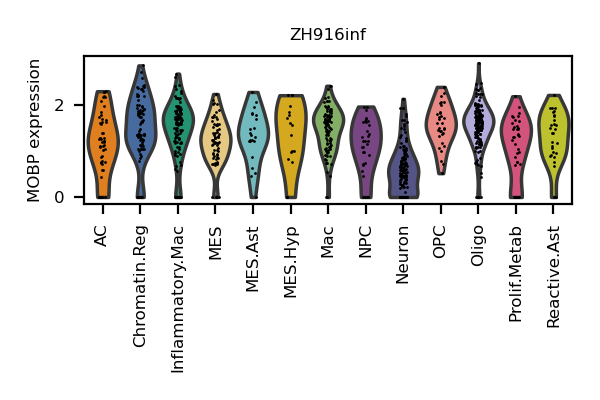 ZH916inf
MOBP expression
2
0
AC
Chromatin.Reg
Inflammatory.Mac
MES
MES.Ast
MES.Hyp
Mac
NPC
Neuron
OPC
Oligo
Prolif.Metab
Reactive.Ast